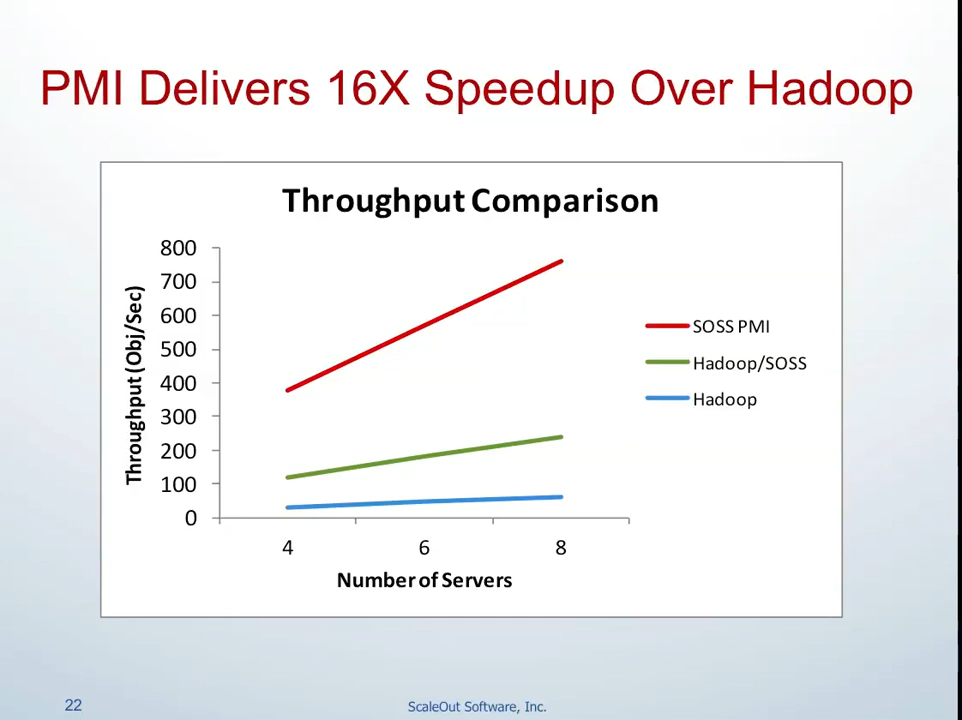 PMI Delivers 16X Speedup Over Hadoop
Throughput Comparison
Throughput (Obj/Sec)
800
700
600
500
400
300
200
100
0
4 6 8
Number of Servers
SOSS PMI
Hadoop/SOSS
Hadoop
22
ScaleOut Software, Inc.